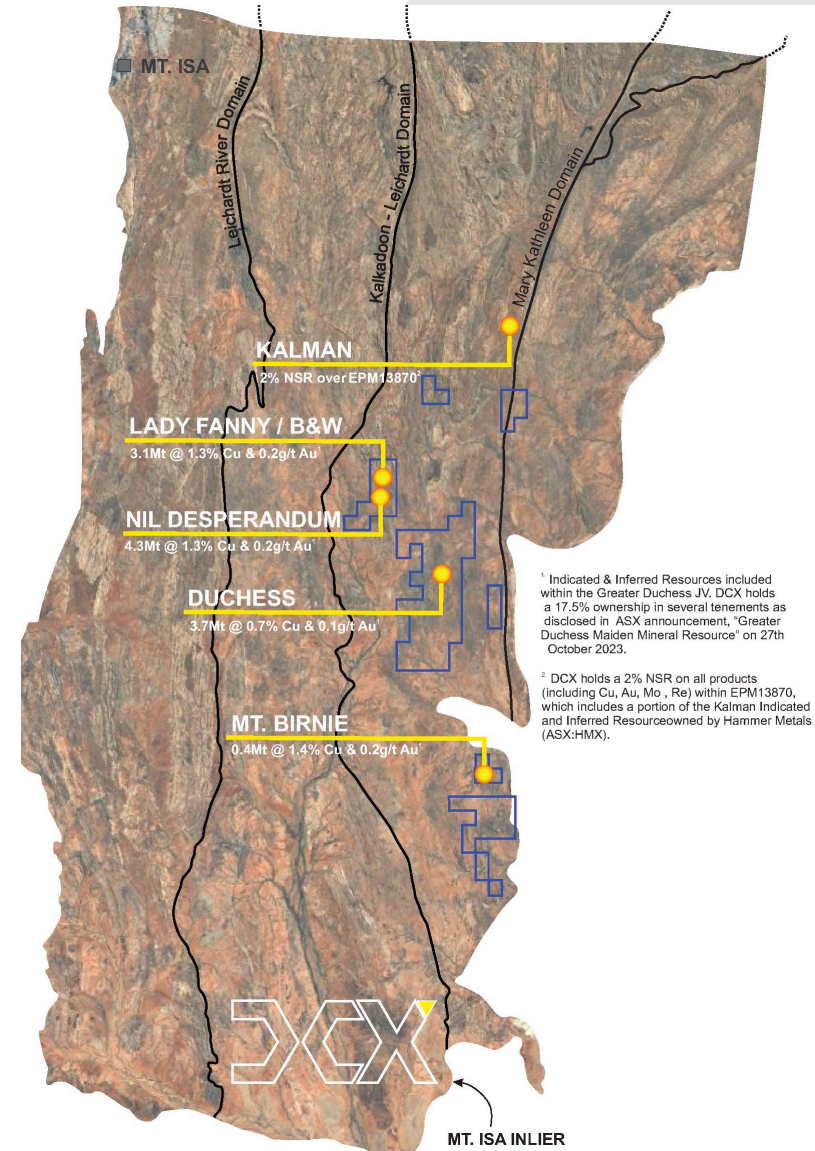 MT. ISA
Leichardt River Domain
Kalkadoon - Leichardt Domain
Mary Kathleen Domain
KALMAN
2% NSR over EPM13870²
LADY FANNY / B&W
3.1Mt @ 1.3% Cu & 0.2g/t Au¹
NIL DESPERANDUM
4.3Mt @ 1.3% Cu & 0.2g/t Au¹
DUCHESS
3.7Mt @ 0.7% Cu & 0.1g/t Au¹
¹ Indicated & Inferred Resources included
within the Greater Duchess JV. DCX holds
a 17.5% ownership in several tenements as
disclosed in ASX announcement, “Greater
Duchess Maiden Mineral Resource” on 27th
October 2023.
² DCX holds a 2% NSR on all products
(including Cu, Au, Mo , Re) within EPM13870,
which includes a portion of the Kalman Indicated
and Inferred Resourceowned by Hammer Metals
(ASX:HMX).
MT. BIRNIE
0.4Mt @ 1.4% Cu & 0.2g/t Au¹
DCX
MT. ISA INLIER